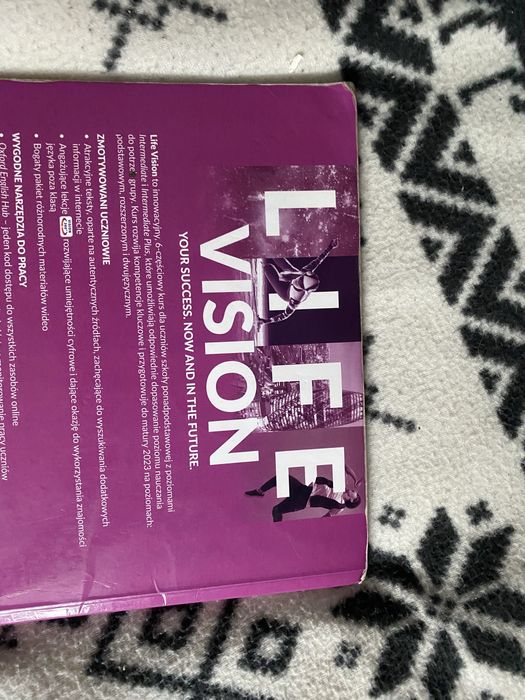 LIFE
VISION
YOUR SUCCESS. NOW AND IN THE FUTURE.
Life Vision to innowacyjny, 6-częściowy kurs dla uczniów szkoły ponadpodstawowej z poziomami
Intermediate i Intermediate Plus, które umożliwiają odpowiednie dopasowanie poziomu nauczania
do potrzeb grupy. Kurs rozwija kompetencje kluczowe i przygotowuje do matury 2023 na poziomach:
podstawowym, rozszerzonym i dwujęzycznym.
ZMOTYWOWANI UCZNIOWIE
• Atrakcyjne teksty, oparte na autentycznych źródłach, zachęcające do wyszukiwania dodatkowych
informacji w internecie
• Angażujące lekcje rozwijające umiejętności cyfrowe i dające okazję do wykorzystania znajomości
języka poza klasą
• Bogaty pakiet różnorodnych materiałów wideo
WYGODNE NARZĘDZIA DO PRACY
• Oxford English Hub – jeden kod dostępu do wszystkich zasobów online
pracy uczniów